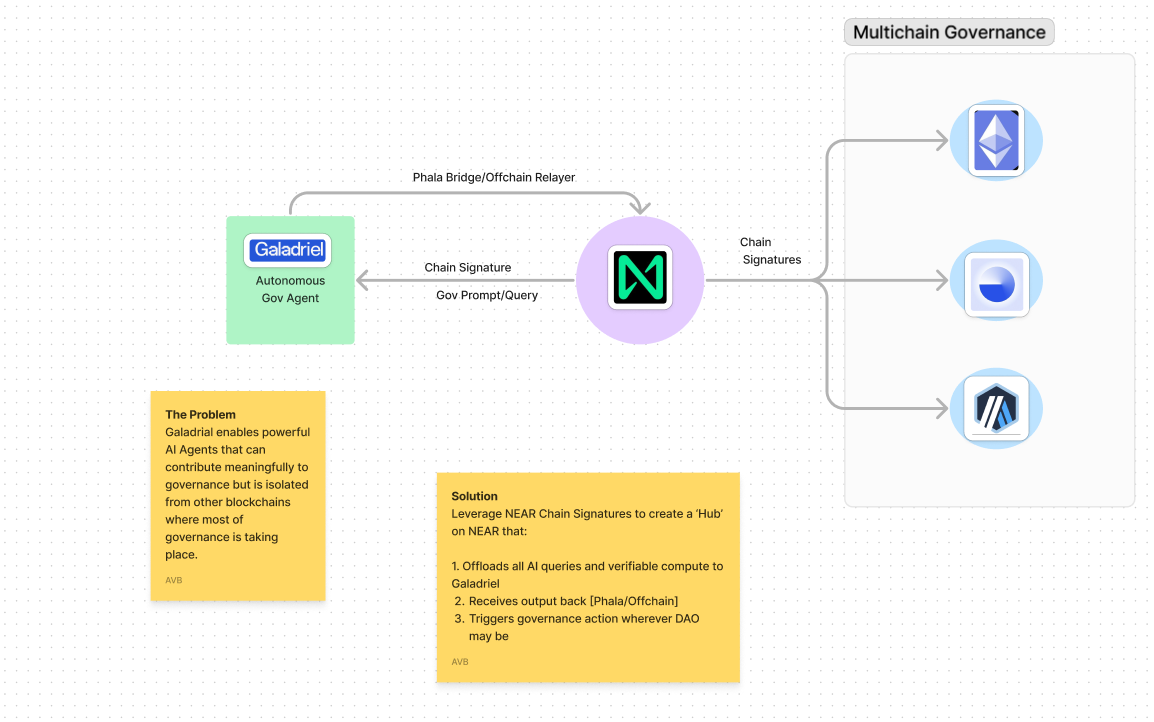 Multichain Governance
Phala Bridge/Offchain Relayer
Galadriel
Autonomous
Gov Agent
Chain Signature
Gov Prompt/Query
Chain
Signatures
The Problem
Galadrial enables powerful
AI Agents that can
contribute meaningfully to
governance but is isolated
from other blockchains
where most of
governance is taking
place.
AVB
Solution
Leverage NEAR Chain Signatures to create a ‘Hub’
on NEAR that:
1. Offloads all AI queries and verifiable compute to
Galadriel
2. Receives output back [Phala/Offchain]
3. Triggers governance action wherever DAO
may be
AVB